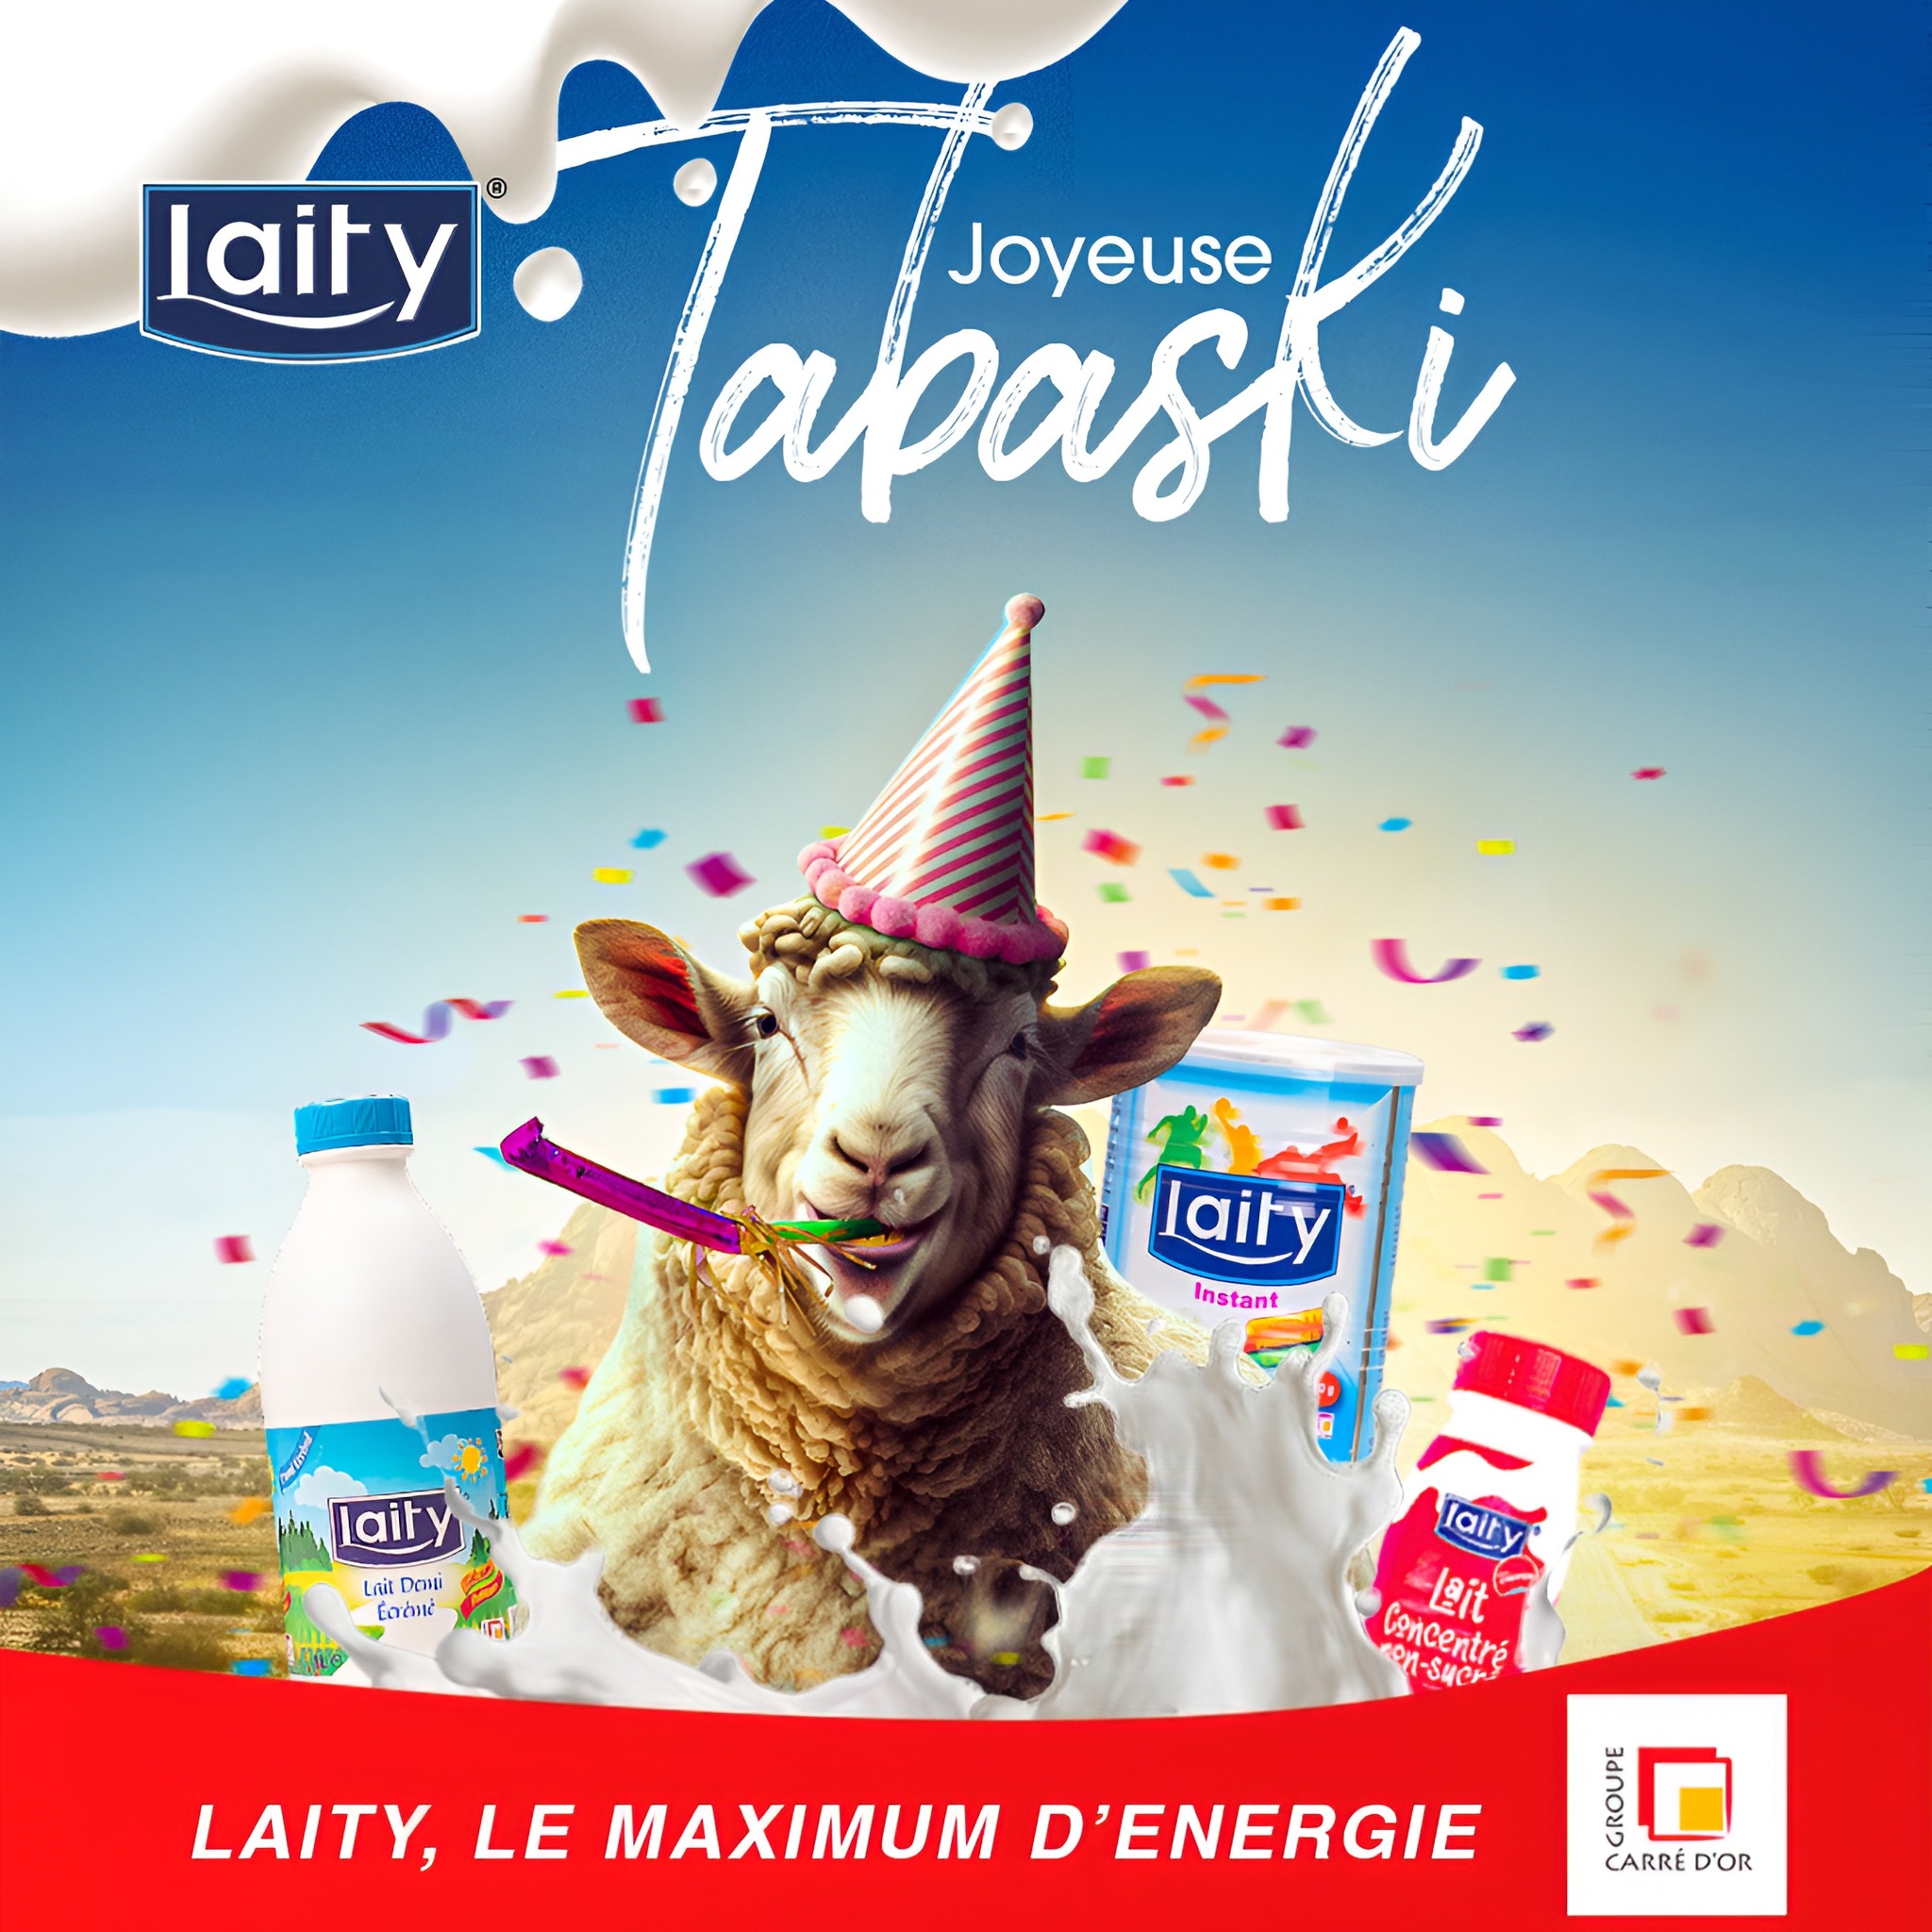 laity®
Joyeuse
Tabaski
laity
Instant
laity
Lait Demi
Écrémé
laity
Lait
Concentré
LAITY, LE MAXIMUM D’ENERGIE
GROUPE
CARRÉ D'OR